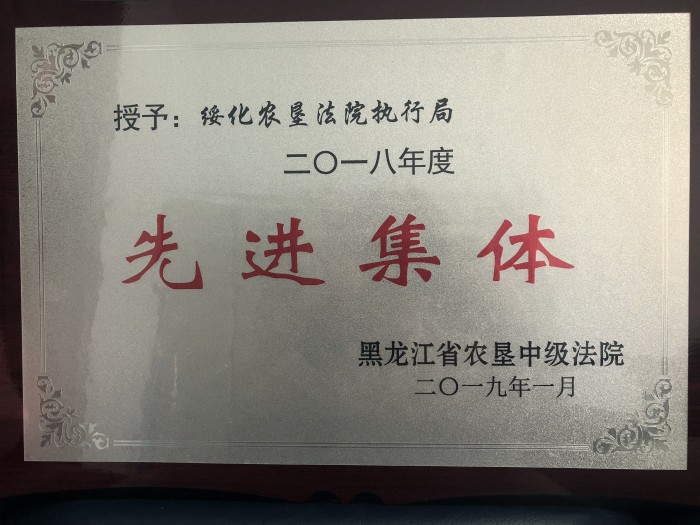 授予：绥化农垦法院执行局
二〇一八年度
先进集体
黑龙江省农垦中级法院
二〇一九年一月